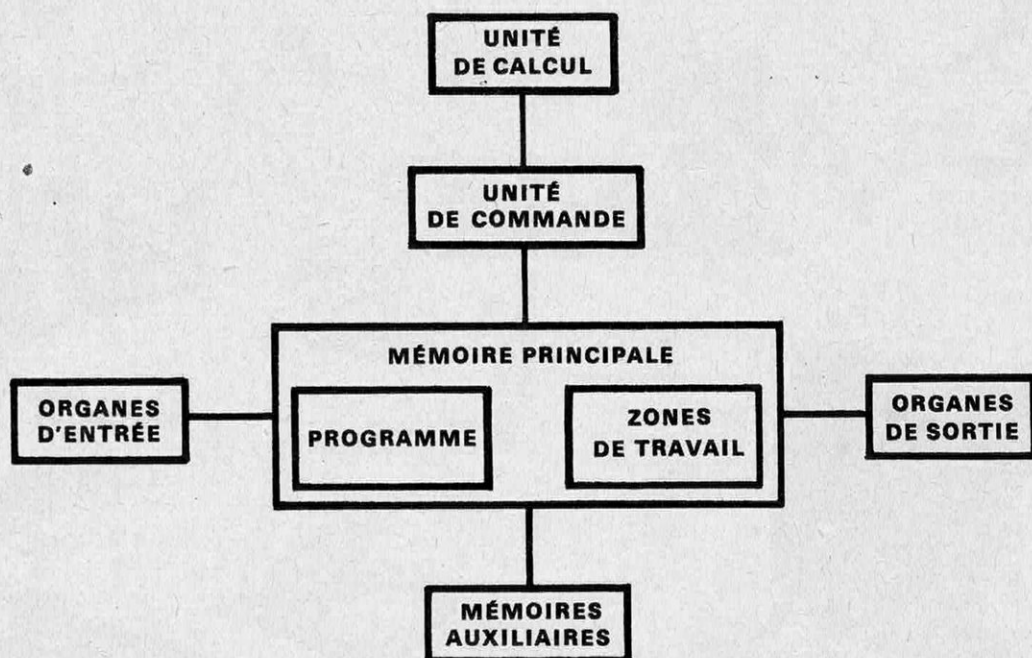 UNITÉ
DE CALCUL
UNITÉ
DE COMMANDE
MÉMOIRE PRINCIPALE
ORGANES
D'ENTRÉE
PROGRAMME
ZONES
DE TRAVAIL
ORGANES
DE SORTIE
MÉMOIRES
AUXILIAIRES